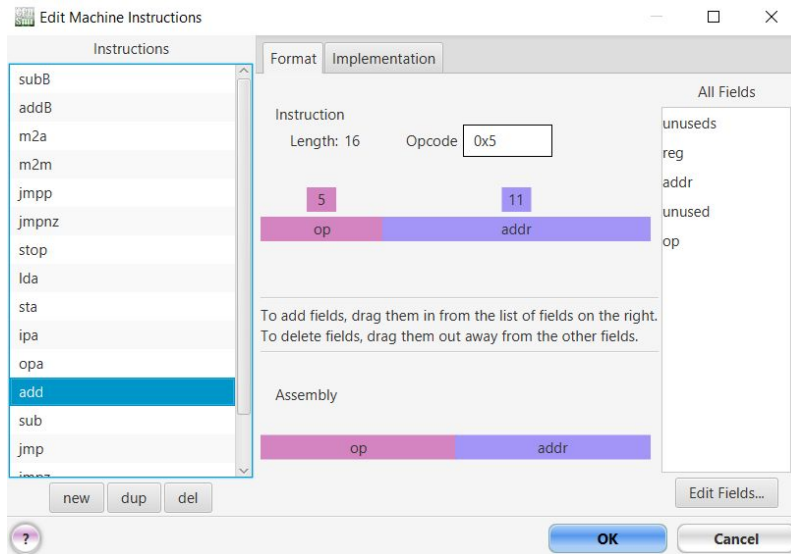 Edit Machine Instructions
Instructions
subB
addB
m2a
m2m
jmpp
jmpnz
stop
lda
sta
ipa
opa
add
sub
jmp
jmpz
new dup del
Format Implementation
Instruction
Length: 16 Opcode 0x5
5 11
op addr
To add fields, drag them in from the list of fields on the right.
To delete fields, drag them out away from the other fields.
Assembly
op addr
All Fields
unuseds
reg
addr
unused
op
Edit Fields...
?
OK Cancel